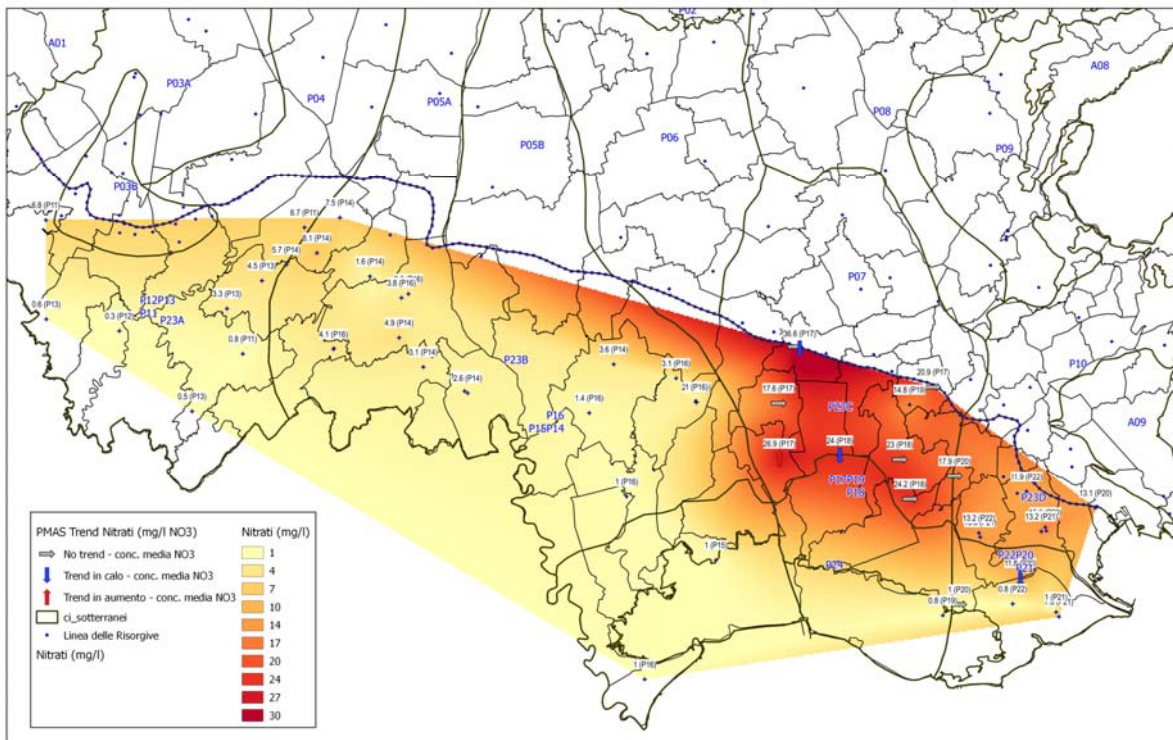 P02
A01
A08
P03A
P04
P05A
P08
P05B
P06
P09
P03B
6.8 (P11)
7.5 (P14)
6.7 (P11)
8.1 (P14)
5.7 (P14)
4.5 (P13)
1.6 (P14)
3.8 (P16)
P07
P12P13
P11
P23A
3.3 (P13)
0.6 (P13)
0.3 (P12)
4.9 (P14)
4.1 (P16)
0.8 (P11)
3.1 (P14)
P23B
3.6 (P14)
3.1 (P16)
36.6 (P17)
20.9 (P17)
P10
2.6 (P14)
0.5 (P13)
1.4 (P16)
21 (P16)
17.6 (P17)
P23C
14.8 (P19)
A09
P16
P15P14
26.9 (P17)
24 (P18)
23 (P18)
17.9 (P20)
11.9 (P22)
1 (P16)
P17P19
P18
24.2 (P18)
P23D
13.1 (P20)
13.2 (P22)
13.2 (P21)
1 (P15)
P24
P22P20
P21
1 (P20)
0.8 (P19)
0.8 (P22)
1 (P21)
1 (P16)
PMAS Trend Nitrati (mg/l NO3)
No trend - conc. media NO3
Trend in calo - conc. media NO3
Trend in aumento - conc. media NO3
ci_sotterranei
Linea delle Risorgive
Nitrati (mg/l)
Nitrati (mg/l)
1
4
7
10
14
17
20
24
27
30